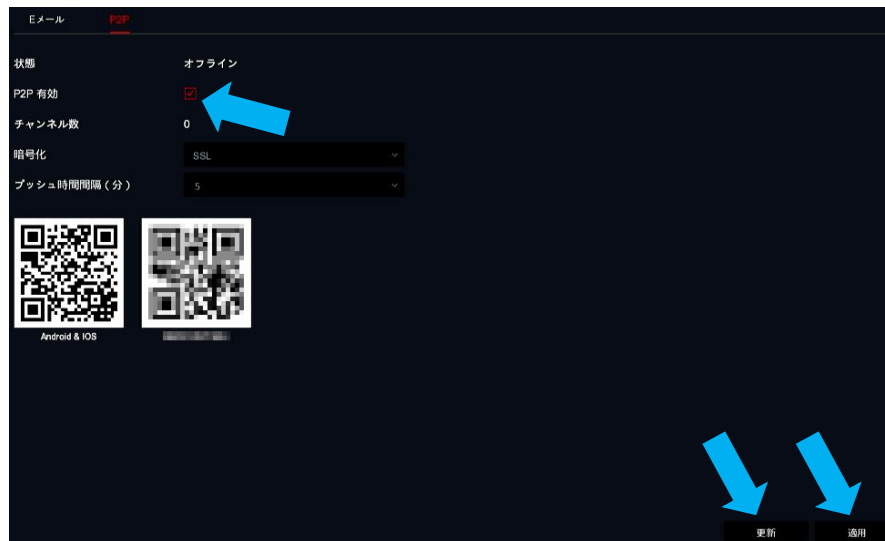 Eメール P2P
状態 オフライン
P2P 有効
チャンネル数 0
暗号化 SSL
プッシュ時間間隔 ( 分 ) 5
Android & IOS
更新 適用